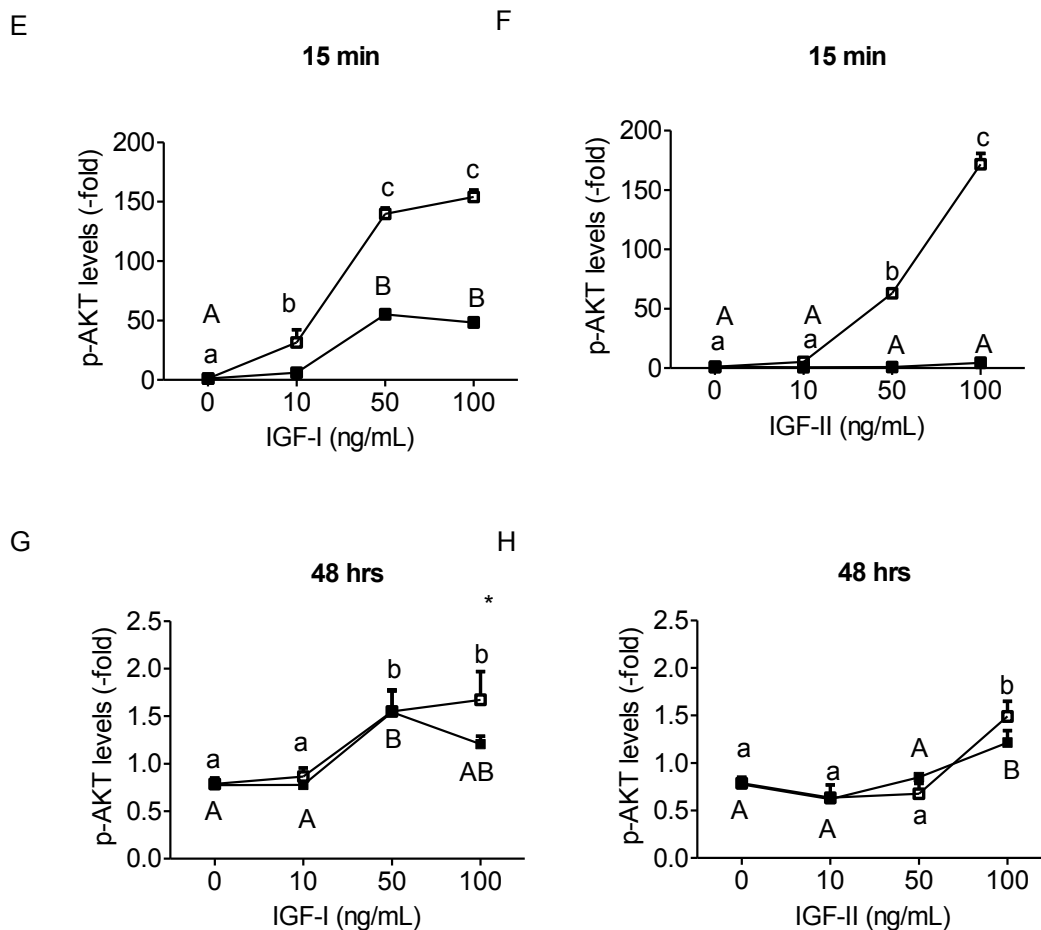 E
15 min
p-AKT levels (-fold)
200
150
100
50
0
A
a
b
c
B
c
B
0 10 50 100
IGF-I (ng/mL)
F
15 min
p-AKT levels (-fold)
200
150
100
50
0
A
a
A
a
b
A
c
A
0 10 50 100
IGF-II (ng/mL)
G
48 hrs
*
p-AKT levels (-fold)
2.5
2.0
1.5
1.0
0.5
0.0
a
A
a
A
b
B
b
AB
0 10 50 100
IGF-I (ng/mL)
H
48 hrs
p-AKT levels (-fold)
2.5
2.0
1.5
1.0
0.5
0.0
a
A
a
A
A
a
b
B
0 10 50 100
IGF-II (ng/mL)